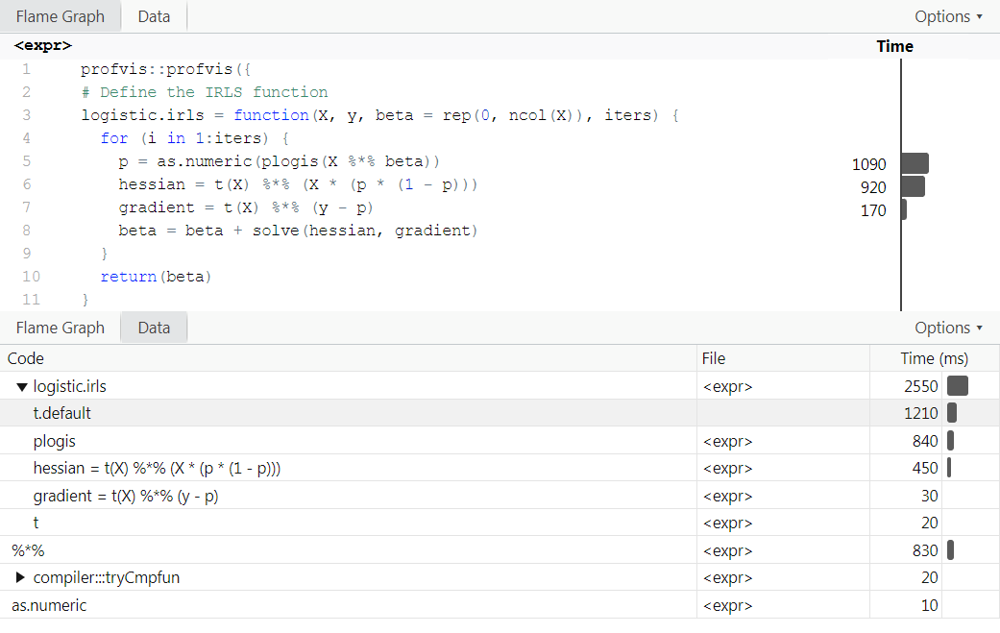 Flame Graph Data Options ▾
<expr> Time
1 profvis::profvis({
2 # Define the IRLS function
3 logistic.irls = function(X, y, beta = rep(0, ncol(X)), iters) {
4 for (i in 1:iters) {
5 p = as.numeric(plogis(X %*% beta)) 1090
6 hessian = t(X) %*% (X * (p * (1 - p))) 920
7 gradient = t(X) %*% (y - p) 170
8 beta = beta + solve(hessian, gradient)
9 }
10 return(beta)
11 }
Flame Graph Data Options ▾
Code File Time (ms)
▼ logistic.irls <expr> 2550
t.default 1210
plogis <expr> 840
hessian = t(X) %*% (X * (p * (1 - p))) <expr> 450
gradient = t(X) %*% (y - p) <expr> 30
t <expr> 20
%*% <expr> 830
▶ compiler:::tryCmpfun <expr> 20
as.numeric <expr> 10